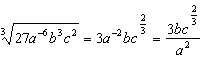 ∛(27a⁻⁶b³c²) = 3a⁻²bc^(2/3) = 3bc^(2/3) / a²